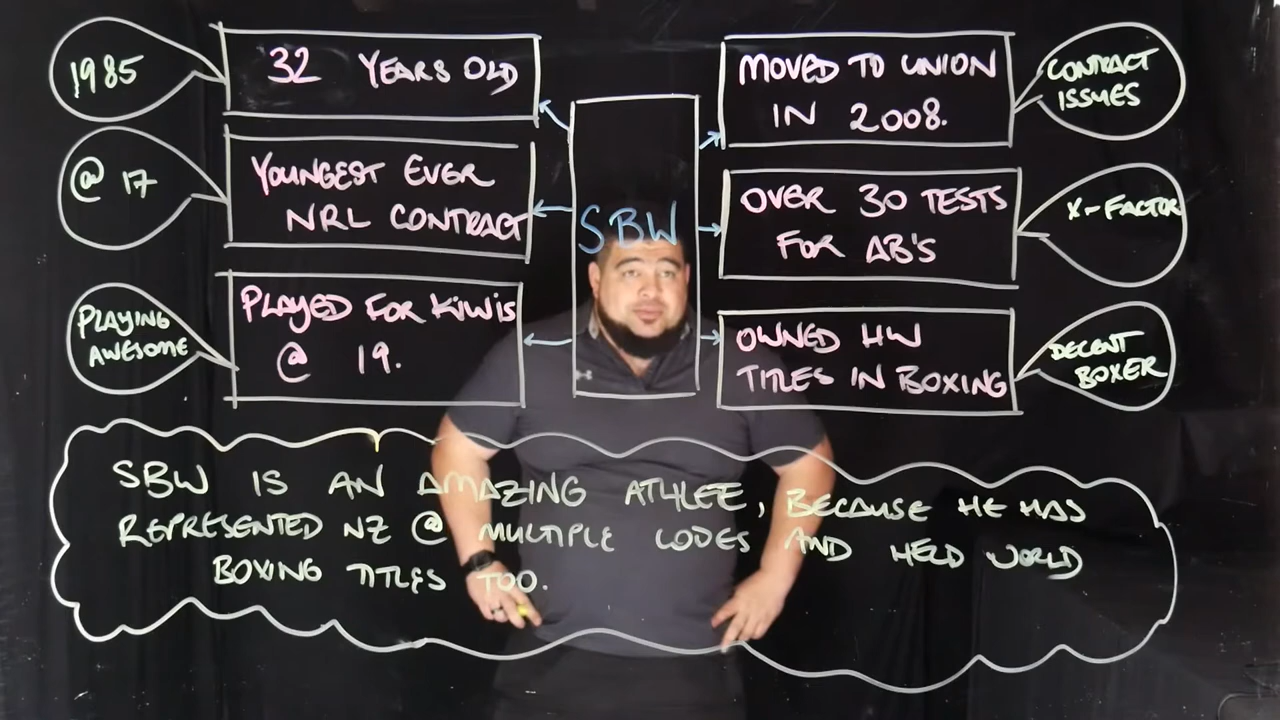 1985
32 YEARS OLD
@ 17
YOUNGEST EVER
NRL CONTRACT
PLAYING
AWESOME
PLAYED FOR KIWIS
@ 19.
SBW
MOVED TO UNION
IN 2008.
CONTRACT
ISSUES
OVER 30 TESTS
FOR AB'S
X-FACTOR
OWNED HW
TITLES IN BOXING
DECENT
BOXER
SBW IS AN AMAZING ATHLEE, BECAUSE HE HAS
REPRESENTED NZ @ MULTIPLE CODES AND HELD WORLD
BOXING TITLES TOO.